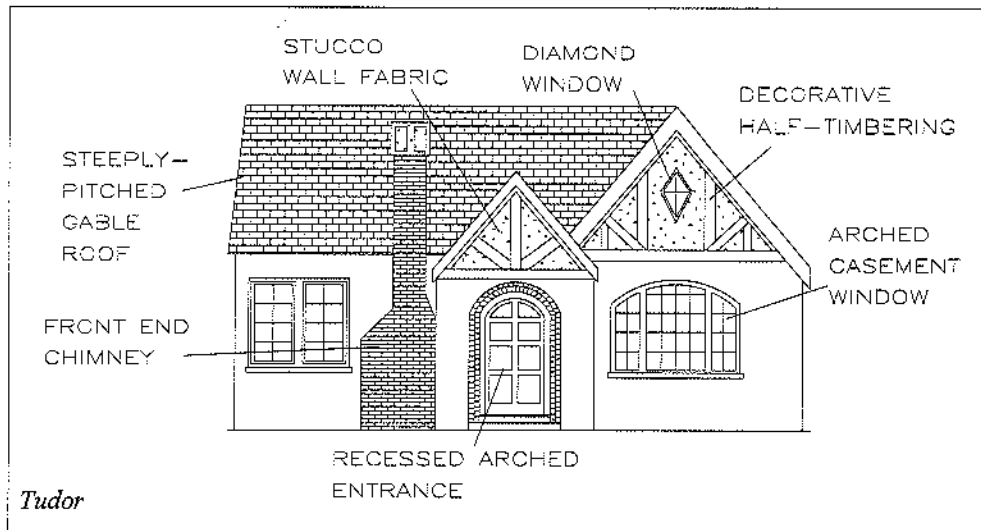 STUCCO
WALL FABRIC
DIAMOND
WINDOW
DECORATIVE
HALF-TIMBERING
STEEPLY-
PITCHED
GABLE
ROOF
ARCHED
CASEMENT
WINDOW
FRONT END
CHIMNEY
RECESSED ARCHED
ENTRANCE
Tudor